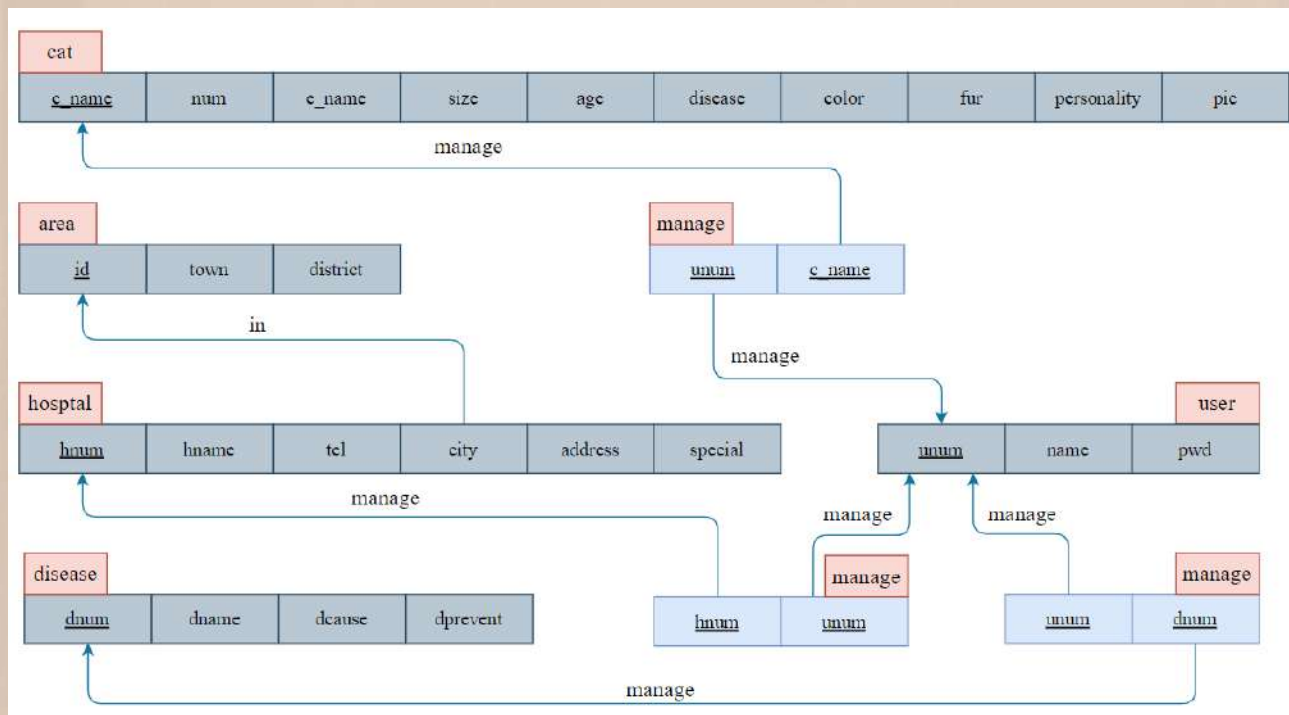 cat
c_name num e_name size age disease color fur personality pic
manage
area manage
id town district unum c_name
in
manage
hosptal user
hnum hname tel city address special unum name pwd
manage
manage manage
disease manage manage
dnum dname dcause dprevent hnum unum unum dnum
manage